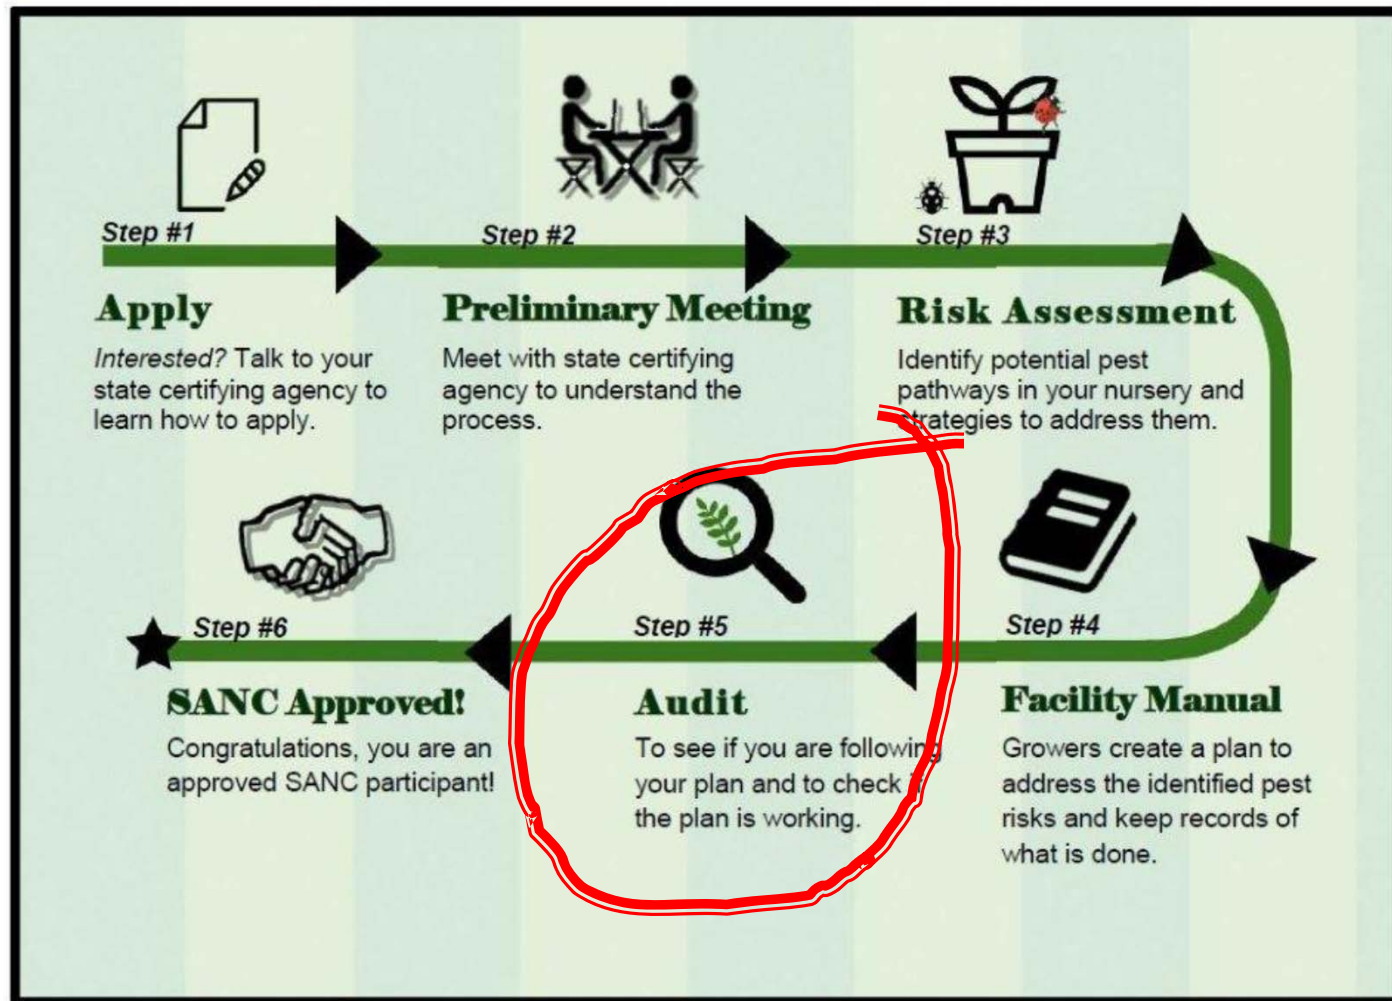 Step #1
Apply
Interested? Talk to your
state certifying agency to
learn how to apply.
Step #2
Preliminary Meeting
Meet with state certifying
agency to understand the
process.
Step #3
Risk Assessment
Identify potential pest
pathways in your nursery and
strategies to address them.
Step #4
Facility Manual
Growers create a plan to
address the identified pest
risks and keep records of
what is done.
Step #5
Audit
To see if you are following
your plan and to check if
the plan is working.
Step #6
SANC Approved!
Congratulations, you are an
approved SANC participant!